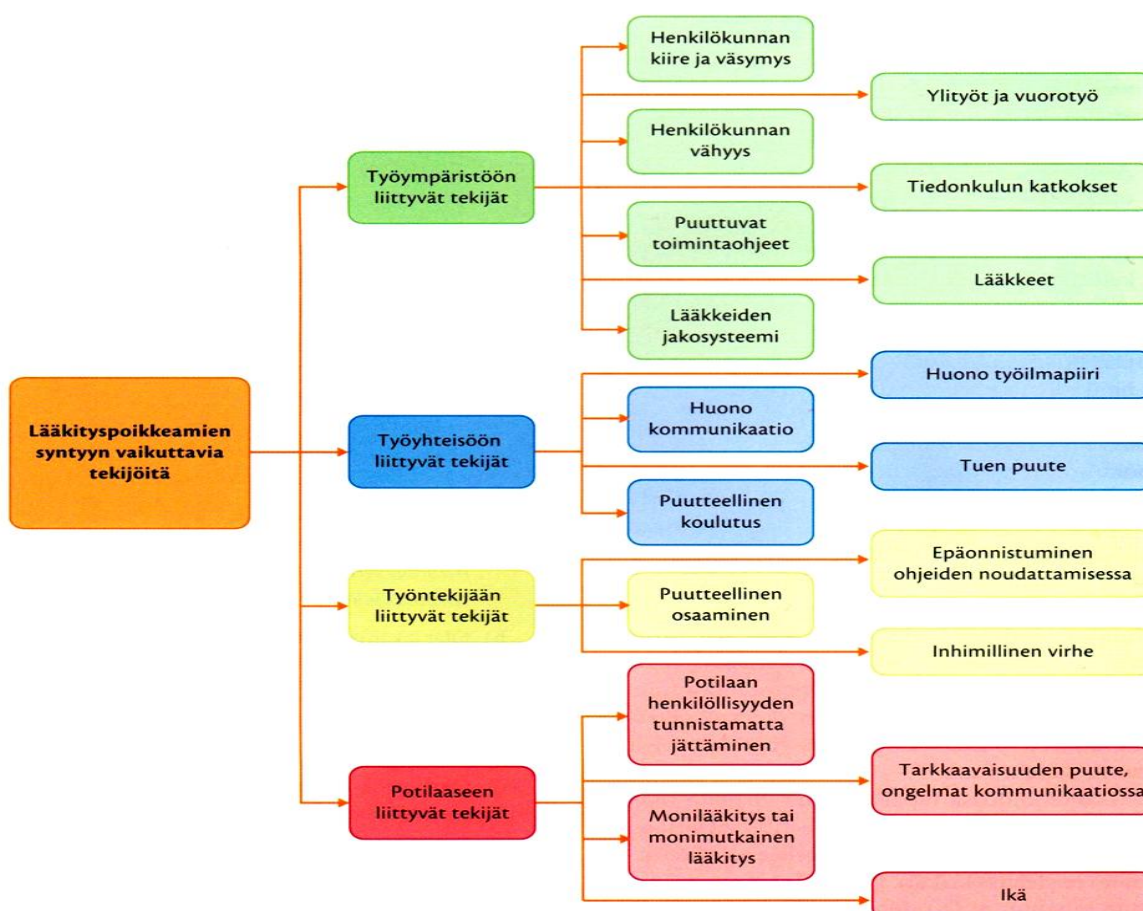 Lääkityspoikkeamien
syntyyn vaikuttavia
tekijöitä
Työympäristöön
liittyvät tekijät
Henkilökunnan
kiire ja väsymys
Ylityöt ja vuorotyö
Henkilökunnan
vähyys
Tiedonkulun katkokset
Puuttuvat
toimintaohjeet
Lääkkeet
Lääkkeiden
jakosysteemi
Työyhteisöön
liittyvät tekijät
Huono työilmapiiri
Huono
kommunikaatio
Tuen puute
Puutteellinen
koulutus
Työntekijään
liittyvät tekijät
Epäonnistuminen
ohjeiden noudattamisessa
Puutteellinen
osaaminen
Inhimillinen virhe
Potilaaseen
liittyvät tekijät
Potilaan
henkilöllisyyden
tunnistamatta
jättäminen
Tarkkaavaisuuden puute,
ongelmat kommunikaatiossa
Monilääkitys tai
monimutkainen
lääkitys
Ikä